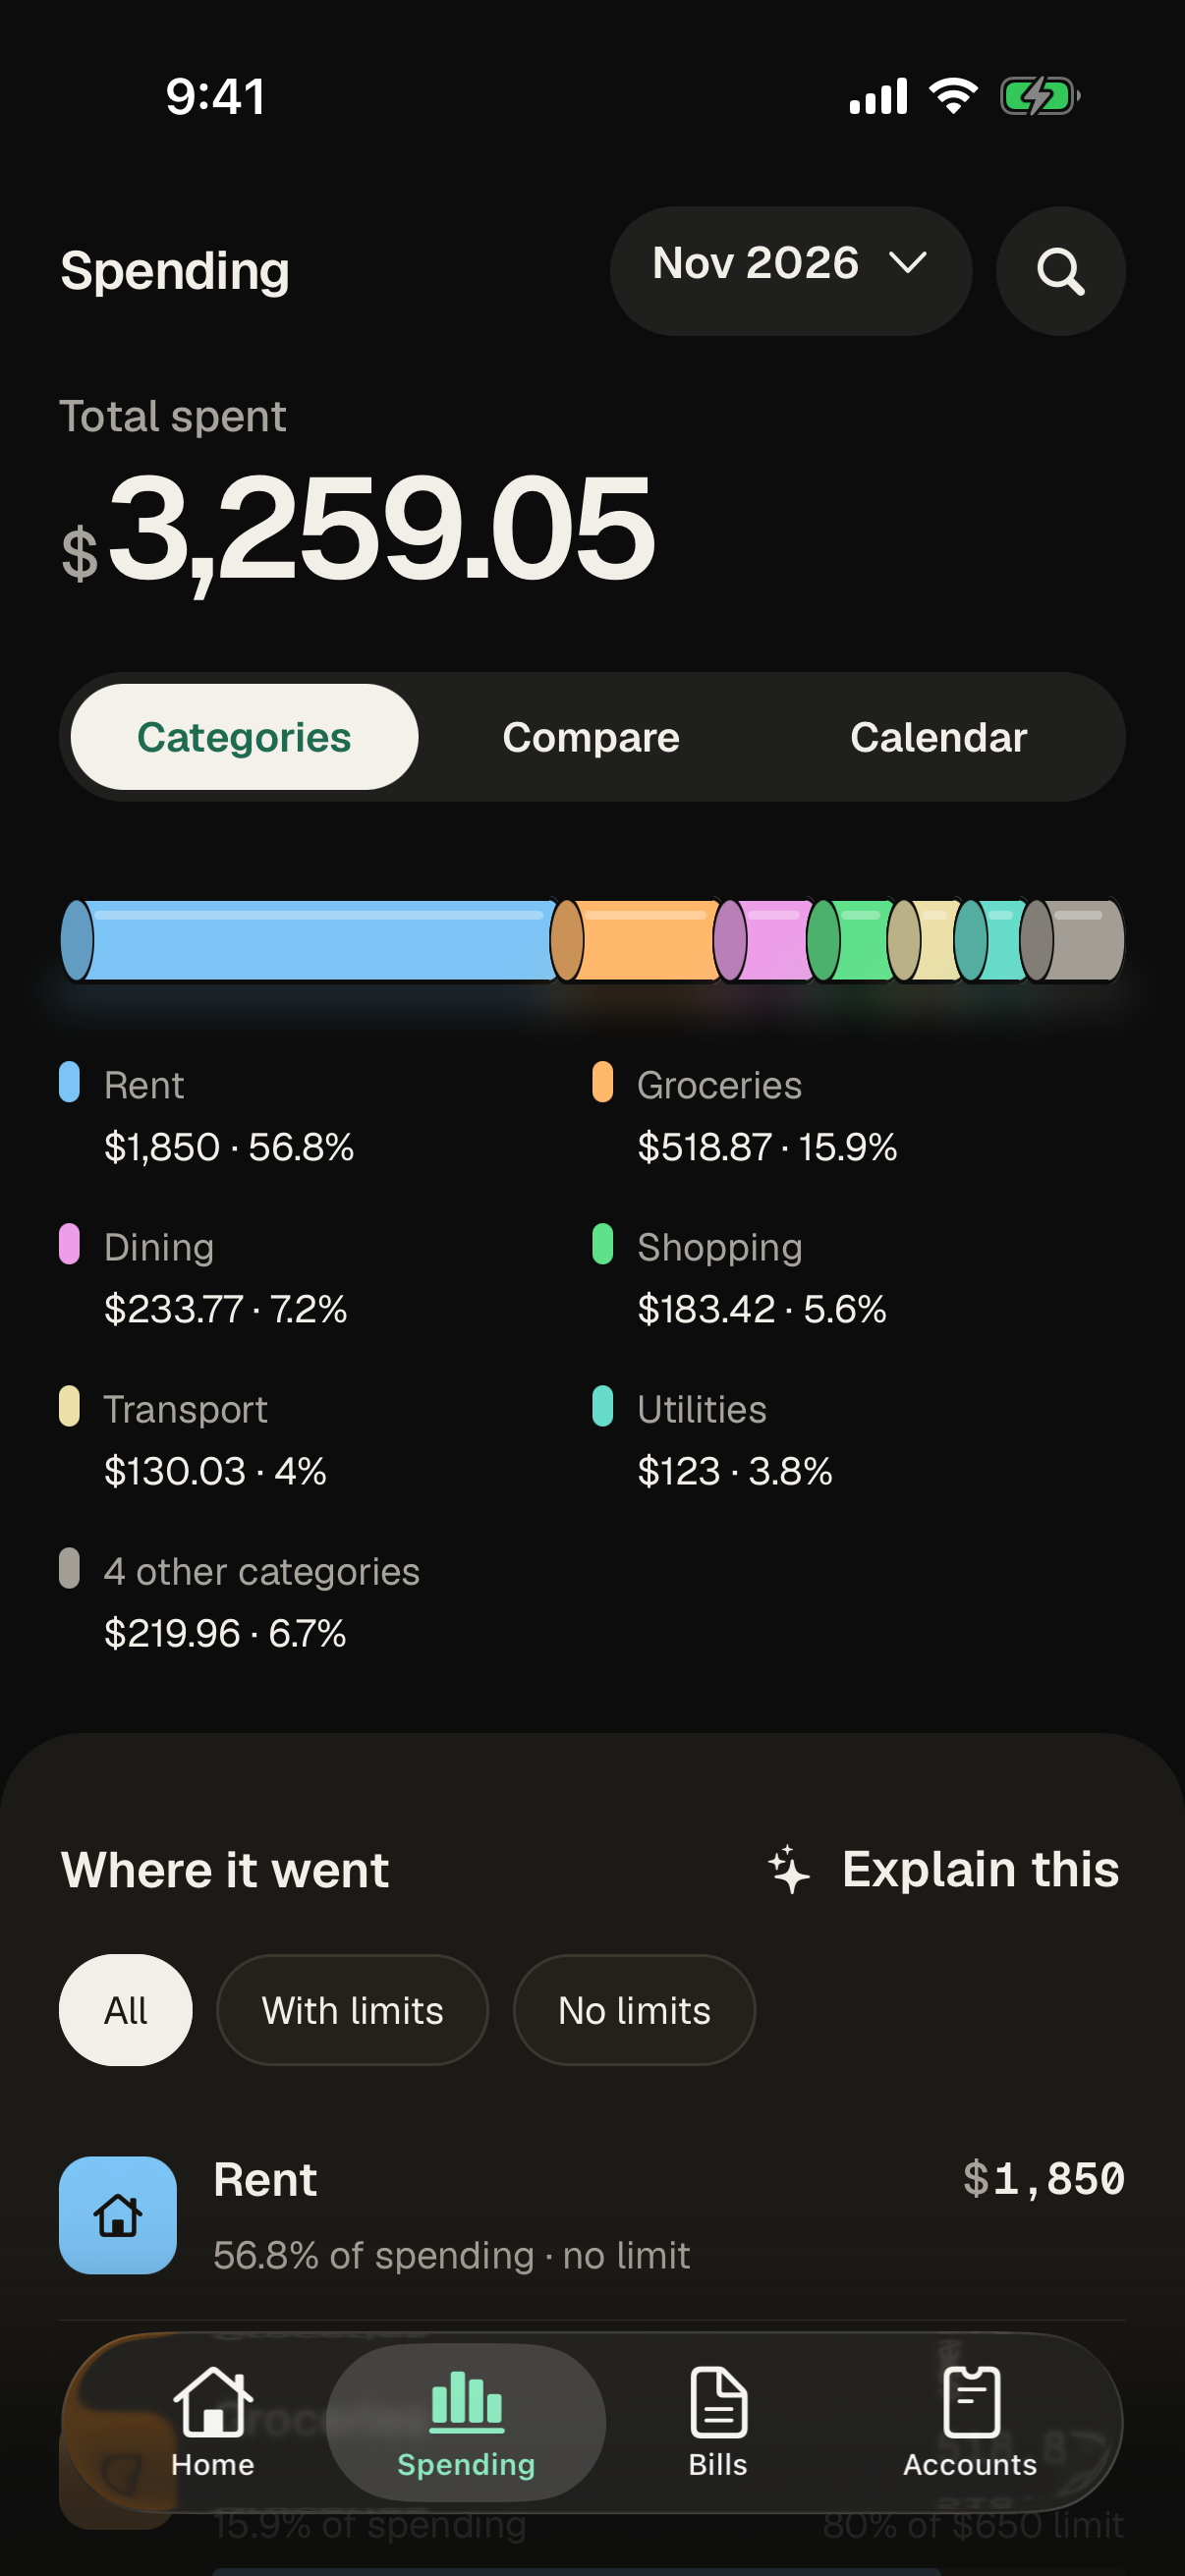 9:41
Spending
Nov 2026
Total spent
$3,259.05
Categories
Compare
Calendar
Rent
$1,850 · 56.8%
Groceries
$518.87 · 15.9%
Dining
$233.77 · 7.2%
Shopping
$183.42 · 5.6%
Transport
$130.03 · 4%
Utilities
$123 · 3.8%
4 other categories
$219.96 · 6.7%
Where it went
Explain this
All
With limits
No limits
Rent
$1,850
56.8% of spending · no limit
Groceries
Home
Spending
Bills
Accounts
15.9% of spending
80% of $650 limit